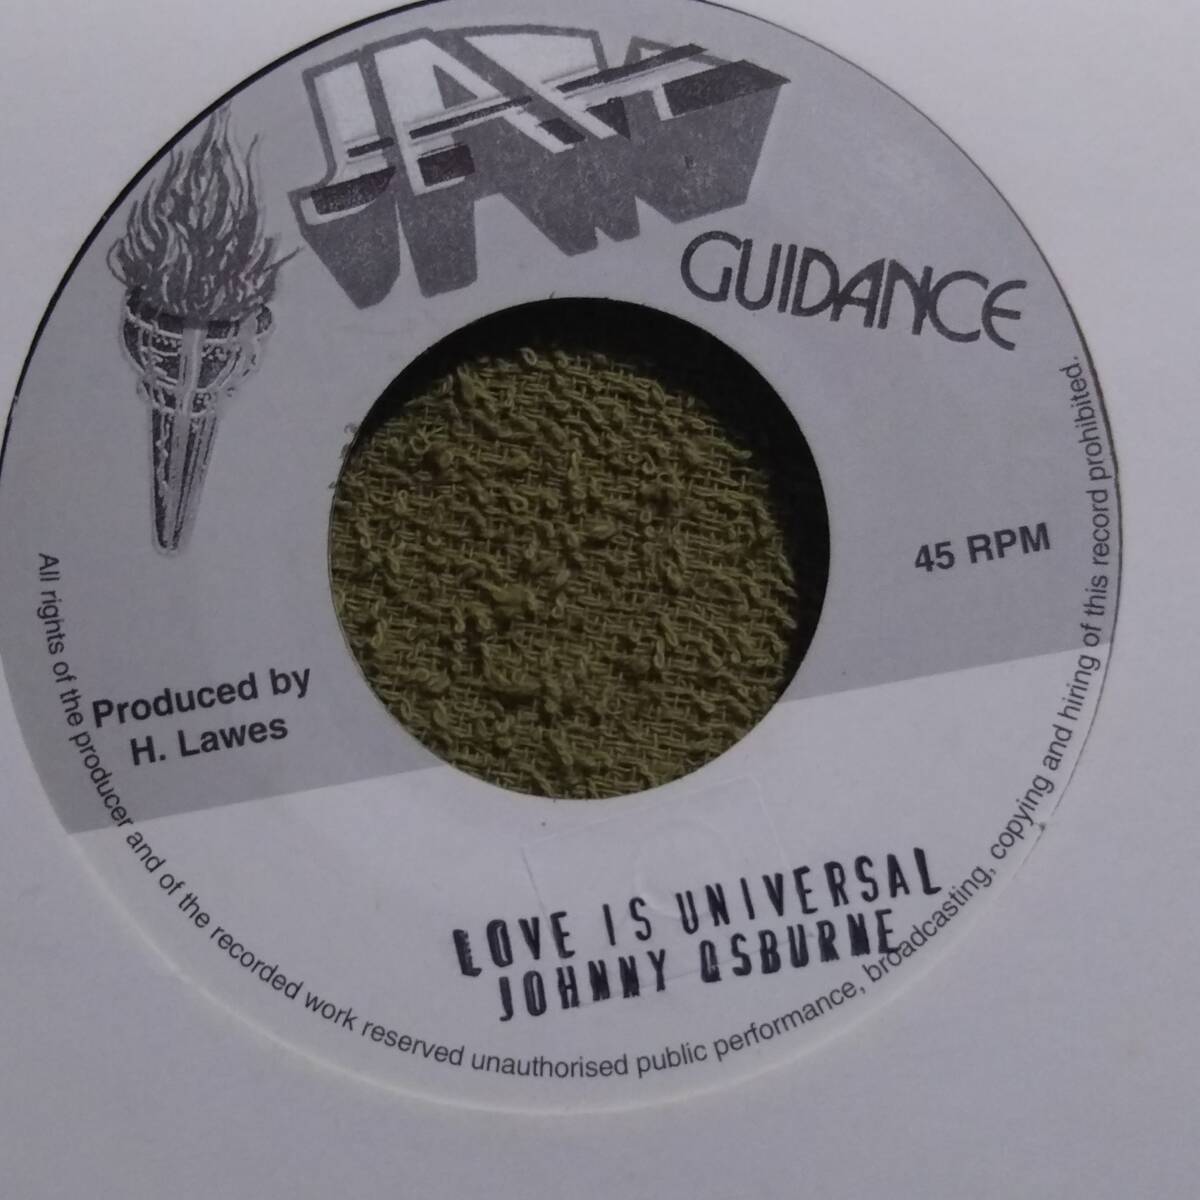 JAH
GUIDANCE
45 RPM
Produced by
H. Lawes
LOVE IS UNIVERSAL
JOHNNY OSBURNE
All rights of the producer and of the recorded work reserved unauthorised public performance, broadcasting, copying and hiring of this record prohibited.